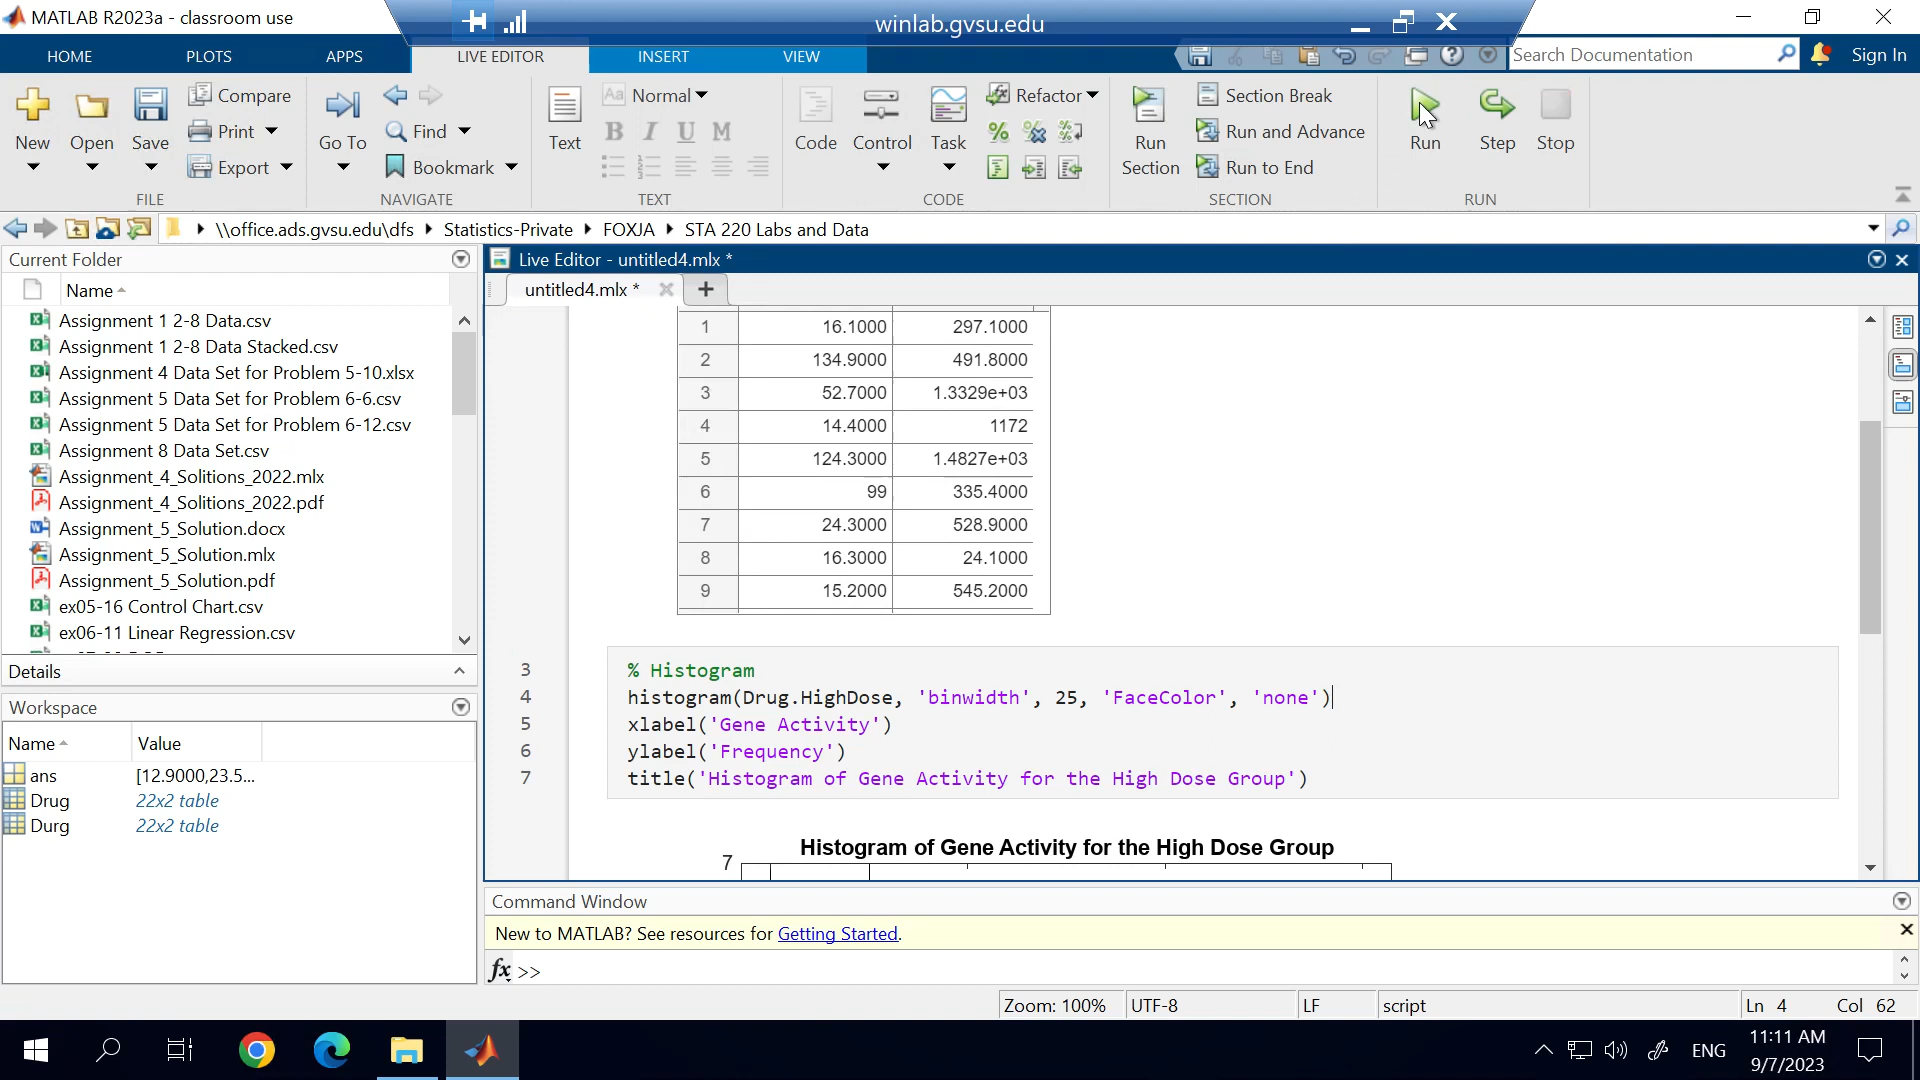 MATLAB R2023a - classroom use
winlab.gvsu.edu
HOME
PLOTS
APPS
LIVE EDITOR
INSERT
VIEW
Search Documentation
Sign In
New
Open
Save
Compare
Print
Export
FILE
Go To
Find
Bookmark
NAVIGATE
Text
Aa Normal
B I U M
TEXT
Code
Control
Task
Refactor
CODE
Run Section
Section Break
Run and Advance
Run to End
SECTION
Run
Step
Stop
RUN
\\office.ads.gvsu.edu\dfs
Statistics-Private
FOXJA
STA 220 Labs and Data
Current Folder
Name
Assignment 1 2-8 Data.csv
Assignment 1 2-8 Data Stacked.csv
Assignment 4 Data Set for Problem 5-10.xlsx
Assignment 5 Data Set for Problem 6-6.csv
Assignment 5 Data Set for Problem 6-12.csv
Assignment 8 Data Set.csv
Assignment_4_Solitions_2022.mlx
Assignment_4_Solitions_2022.pdf
Assignment_5_Solution.docx
Assignment_5_Solution.mlx
Assignment_5_Solution.pdf
ex05-16 Control Chart.csv
ex06-11 Linear Regression.csv
Details
Workspace
Name Value
ans [12.9000,23.5...
Drug 22x2 table
Durg 22x2 table
Live Editor - untitled4.mlx *
untitled4.mlx *
1 16.1000 297.1000
2 134.9000 491.8000
3 52.7000 1.3329e+03
4 14.4000 1172
5 124.3000 1.4827e+03
6 99 335.4000
7 24.3000 528.9000
8 16.3000 24.1000
9 15.2000 545.2000
3 % Histogram
4 histogram(Drug.HighDose, 'binwidth', 25, 'FaceColor', 'none')
5 xlabel('Gene Activity')
6 ylabel('Frequency')
7 title('Histogram of Gene Activity for the High Dose Group')
Histogram of Gene Activity for the High Dose Group
7
Command Window
New to MATLAB? See resources for Getting Started.
fx >>
Zoom: 100%
UTF-8
LF
script
Ln 4
Col 62
ENG
11:11 AM
9/7/2023